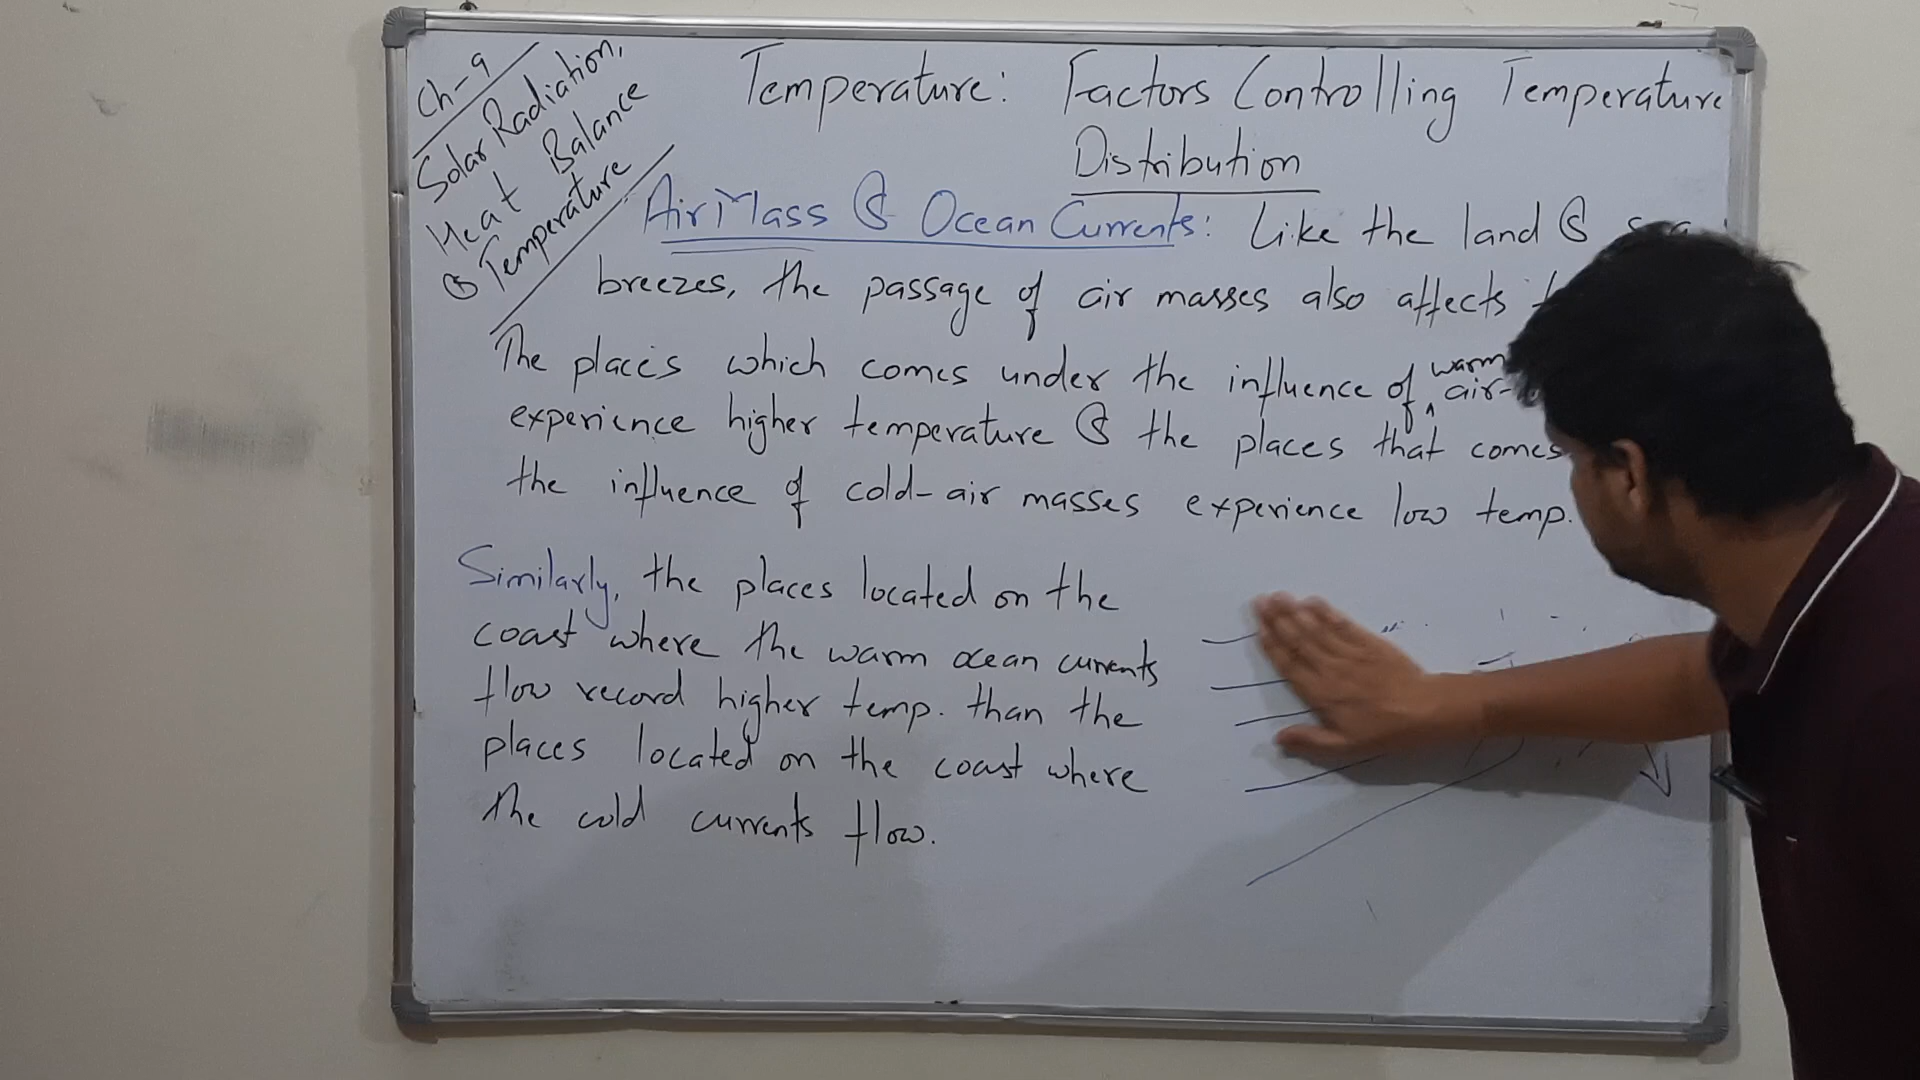 Ch-9
Solar Radiation,
Heat Balance
& Temperature
Temperature: Factors Controlling Temperature
Distribution
Air Mass & Ocean Currents: Like the land &
breezes, the passage of air masses also affects
The places which comes under the influence of warm air-
experience higher temperature & the places that comes
the influence of cold-air masses experience low temp.
Similarly, the places located on the
coast where the warm ocean currents
flow record higher temp. than the
places located on the coast where
the cold currents flow.